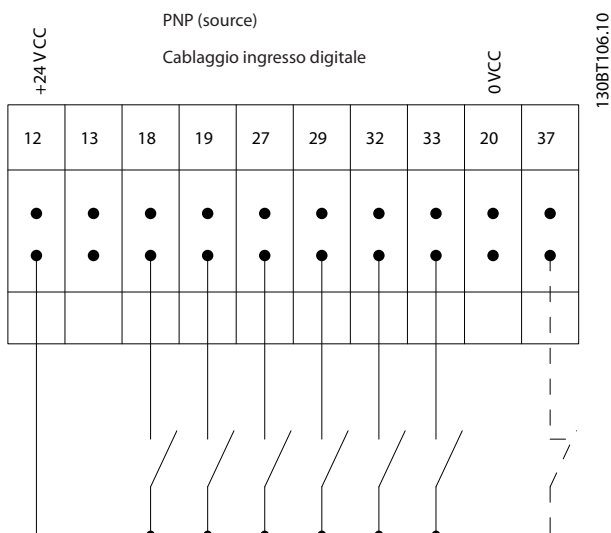 PNP (source)
Cablaggio ingresso digitale
+24 V CC
0 VCC
130BT106.10
12 13 18 19 27 29 32 33 20 37